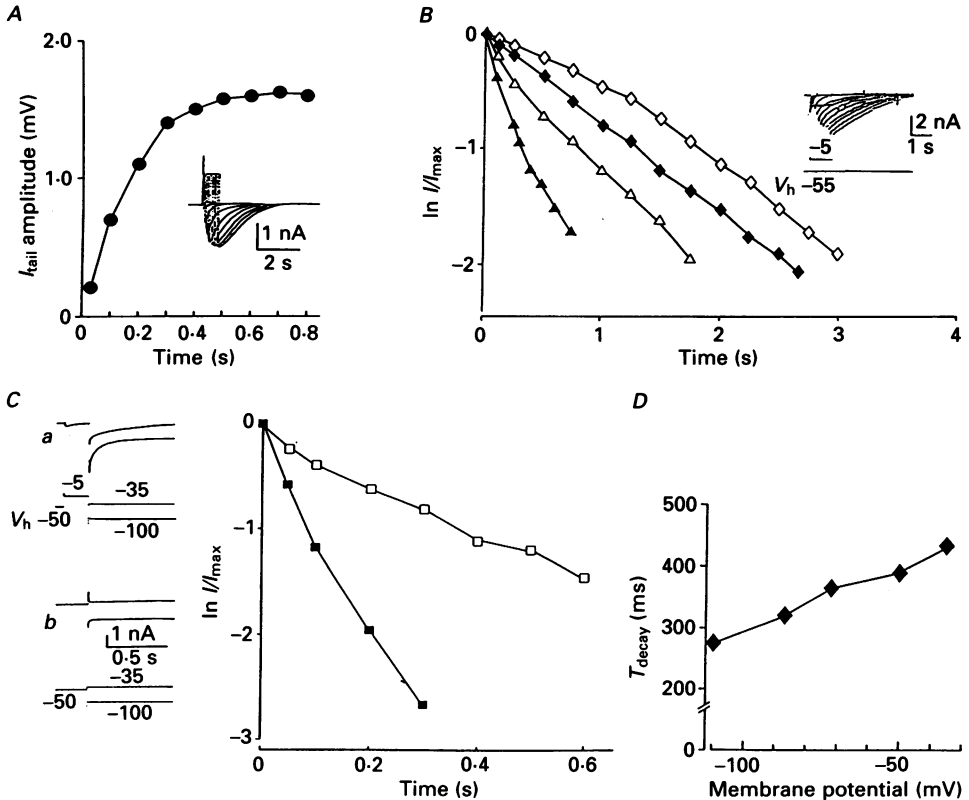 A
2·0
1·0
0
I_tail amplitude (mV)
1 nA
2 s
0 0·2 0·4 0·6 0·8
Time (s)
B
0
−1
−2
ln I/I_max
2 nA
1 s
−5
V_h −55
0 1 2 3 4
Time (s)
C
a
−5 −35
V_h −50
−100
b
1 nA
0·5 s
−35
−50
−100
0
−1
−2
−3
ln I/I_max
0 0·2 0·4 0·6
Time (s)
D
500
400
300
200
0
T_decay (ms)
−100 −50
Membrane potential (mV)